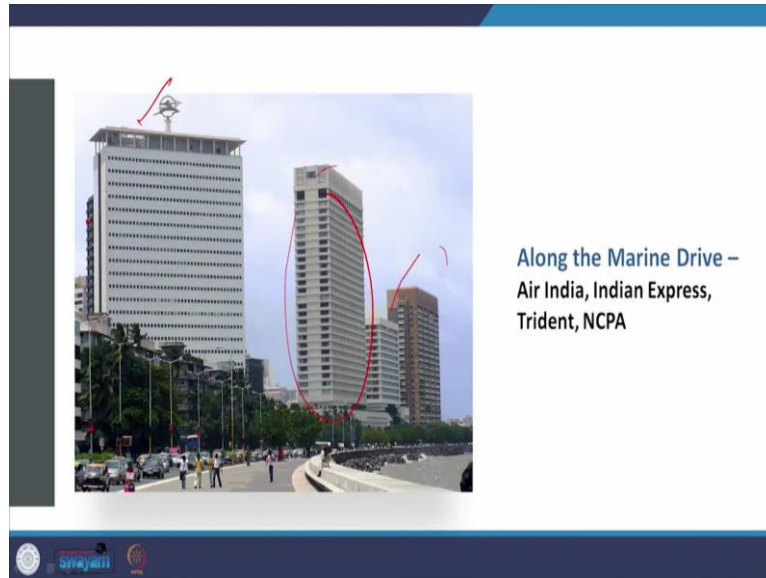 Along the Marine Drive –
Air India, Indian Express,
Trident, NCPA
swayam